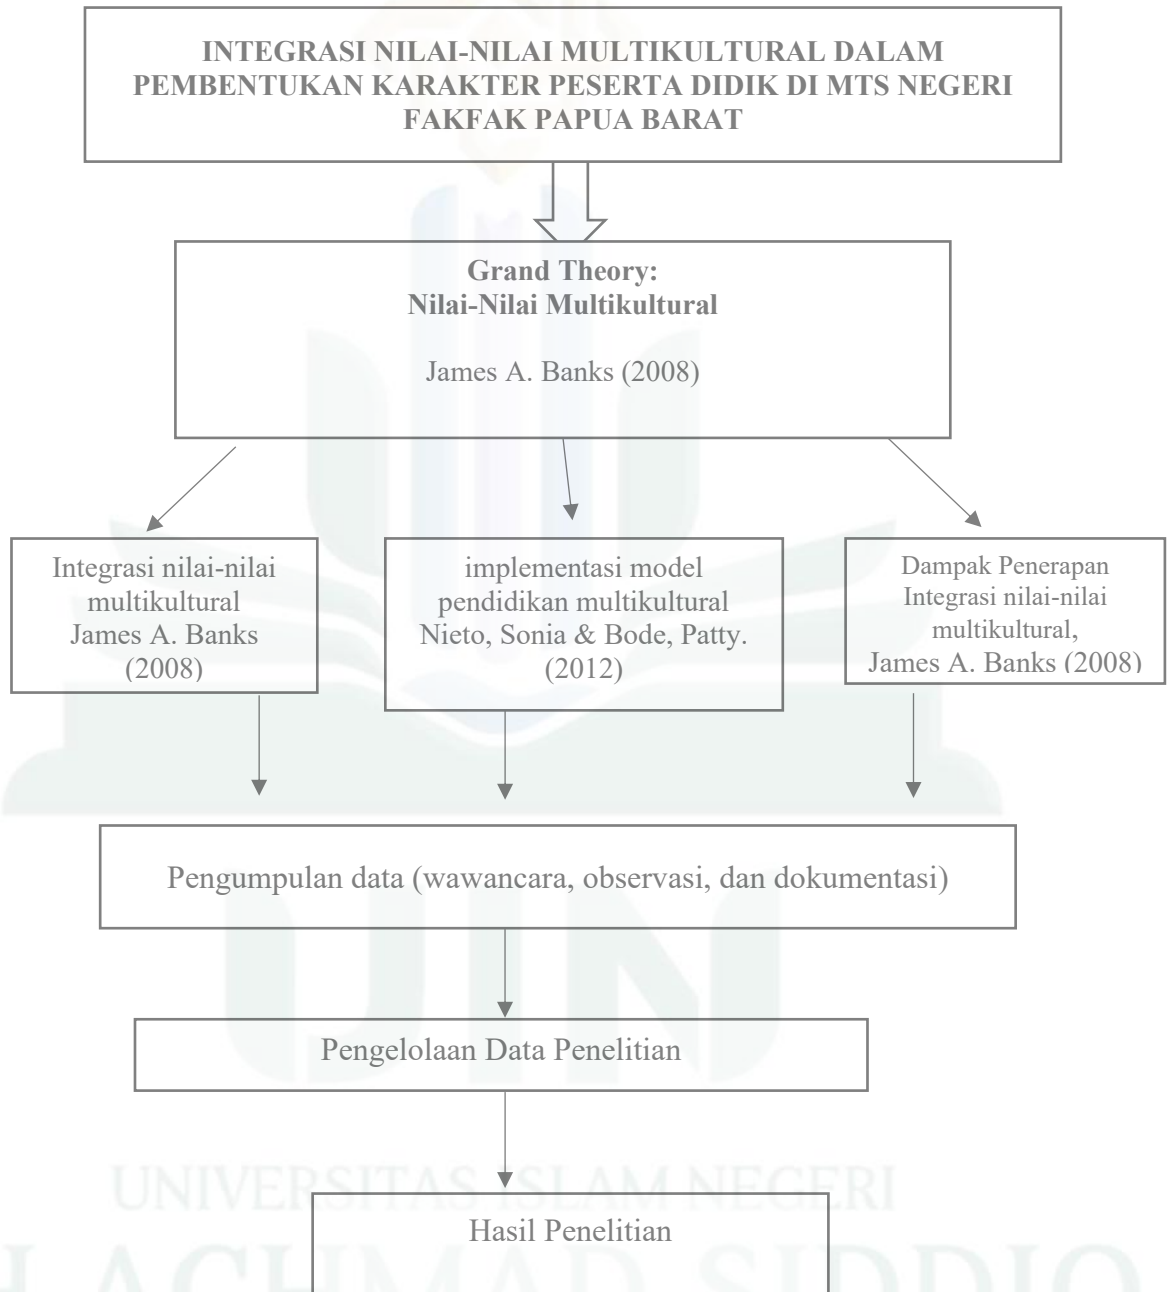 INTEGRASI NILAI-NILAI MULTIKULTURAL DALAM
PEMBENTUKAN KARAKTER PESERTA DIDIK DI MTS NEGERI
FAKFAK PAPUA BARAT
Grand Theory:
Nilai-Nilai Multikultural
James A. Banks (2008)
Integrasi nilai-nilai
multikultural
James A. Banks
(2008)
implementasi model
pendidikan multikultural
Nieto, Sonia & Bode, Patty.
(2012)
Dampak Penerapan
Integrasi nilai-nilai
multikultural,
James A. Banks (2008)
Pengumpulan data (wawancara, observasi, dan dokumentasi)
Pengelolaan Data Penelitian
Hasil Penelitian
UIN
UNIVERSITAS ISLAM NEGERI
ACHMAD SIDDIQ